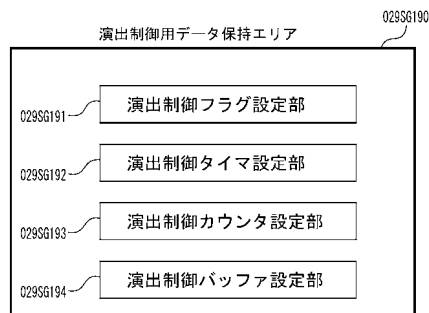 029SG190
演出制御用データ保持エリア
029SG191
演出制御フラグ設定部
029SG192
演出制御タイマ設定部
029SG193
演出制御カウンタ設定部
029SG194
演出制御バッファ設定部